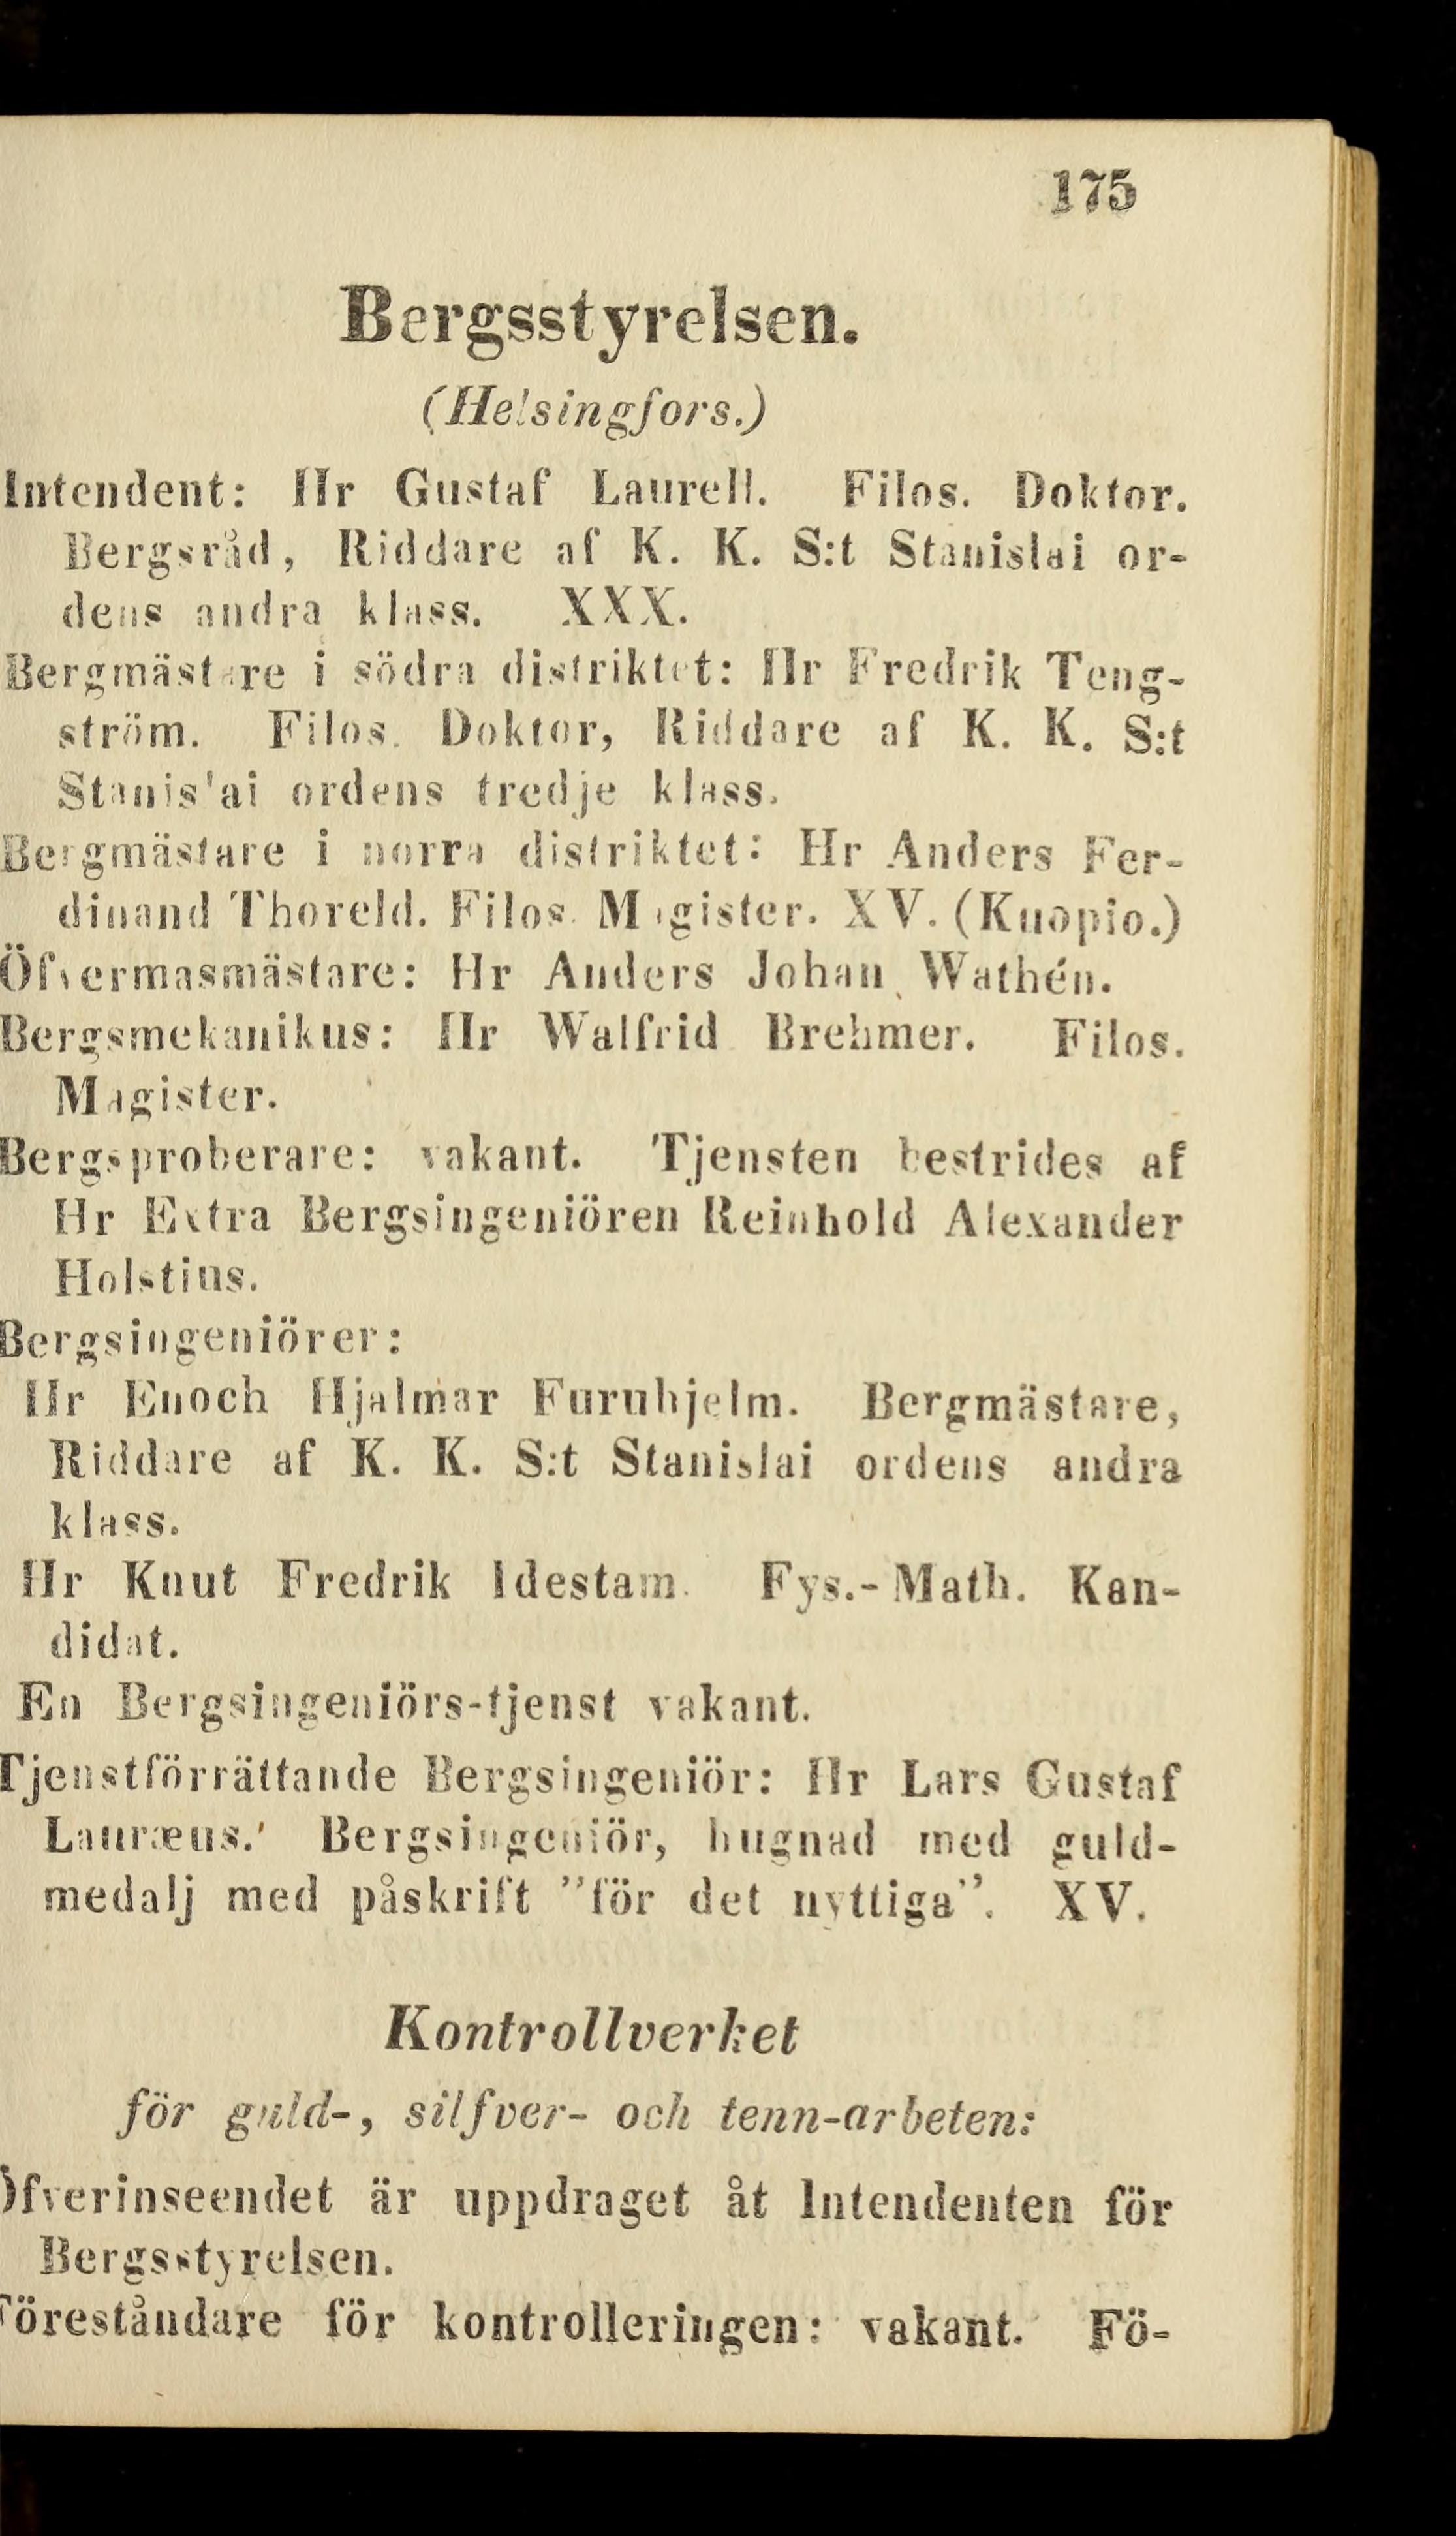 175
Bergsstyrelsen.
(Helsingfors.)
Intendent: Hr Gustaf Laurell. Filos. Doktor.
Bergsråd, Riddare af K. K. S:t Stanislai or-
dens andra klass. XXX.
Bergmästare i södra distriktet: Hr Fredrik Teng-
ström. Filos. Doktor, Riddare af K. K. S:t
Stanislai ordens tredje klass.
Bergmästare i norra distriktet: Hr Anders Fer-
dinand Thoreld. Filos. Magister. XV. (Kuopio.)
Öfvermasmästare: Hr Anders Johan Wathén.
Bergsmekanikus: Hr Walfrid Brehmer. Filos.
Magister.
Bergsproberare: vakant. Tjensten bestrides af
Hr Extra Bergsingeniören Reinhold Alexander
Holstius.
Bergsingeniörer:
Hr Enoch Hjalmar Furuhjelm. Bergmästare,
Riddare af K. K. S:t Stanislai ordens andra
klass.
Hr Knut Fredrik Idestam. Fys.-Math. Kan-
didat.
En Bergsingeniörs-tjenst vakant.
Tjenstförrättande Bergsingeniör: Hr Lars Gustaf
Lauræus. Bergsingeniör, hugnad med guld-
medalj med påskrift ”för det nyttiga”. XV.
Kontrollverket
för guld-, silfver- och tenn-arbeten:
Öfverinseendet är uppdraget åt Intendenten för
Bergsstyrelsen.
Föreståndare för kontrolleringen: vakant. Fö-